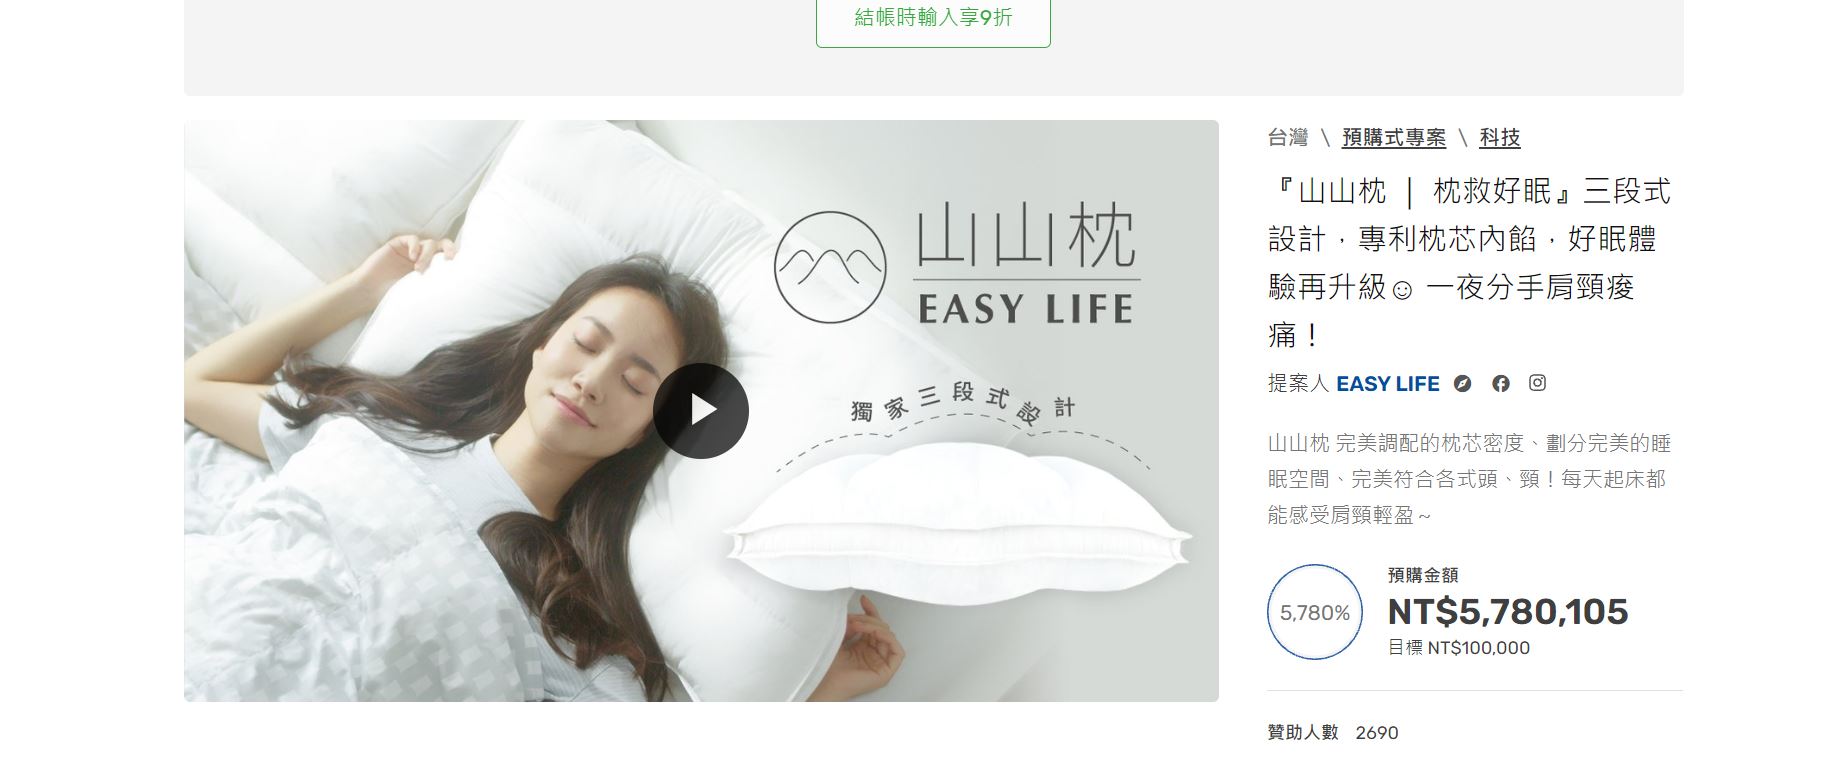 結帳時輸入享9折
山山枕
EASY LIFE
獨家三段式設計
台灣 \ 預購式專案 \ 科技
『山山枕 ｜ 枕救好眠』三段式
設計，專利枕芯內餡，好眠體
驗再升級☺ 一夜分手肩頸痠
痛！
提案人 EASY LIFE
山山枕 完美調配的枕芯密度、劃分完美的睡
眠空間、完美符合各式頭、頸！每天起床都
能感受肩頸輕盈～
5,780%
預購金額
NT$5,780,105
目標 NT$100,000
贊助人數 2690